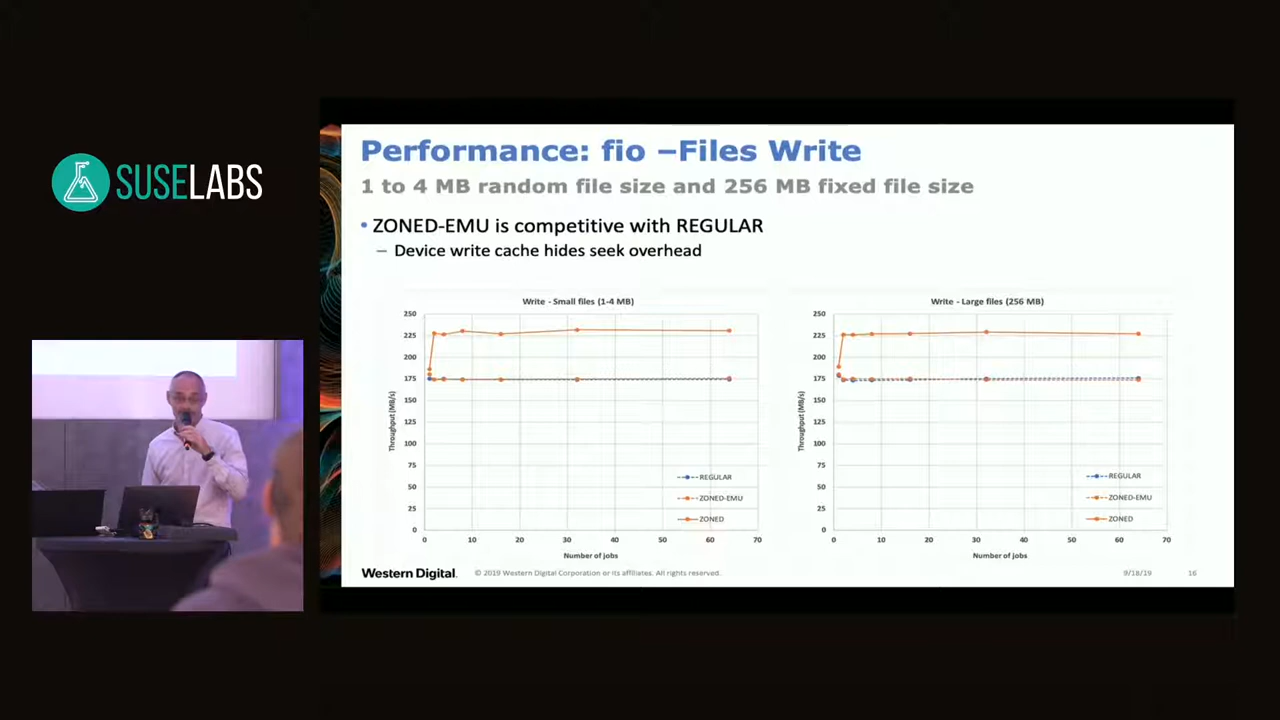 SUSELABS
Performance: fio –Files Write
1 to 4 MB random file size and 256 MB fixed file size
• ZONED-EMU is competitive with REGULAR
– Device write cache hides seek overhead
Write - Small files (1-4 MB)
250
225
200
175
150
125
100
75
50
25
0
Throughput (MB/s)
0 10 20 30 40 50 60 70
Number of jobs
REGULAR
ZONED-EMU
ZONED
Write - Large files (256 MB)
250
225
200
175
150
125
100
75
50
25
0
Throughput (MB/s)
0 10 20 30 40 50 60 70
Number of jobs
REGULAR
ZONED-EMU
ZONED
Western Digital. © 2019 Western Digital Corporation or its affiliates. All rights reserved. 9/18/19 16